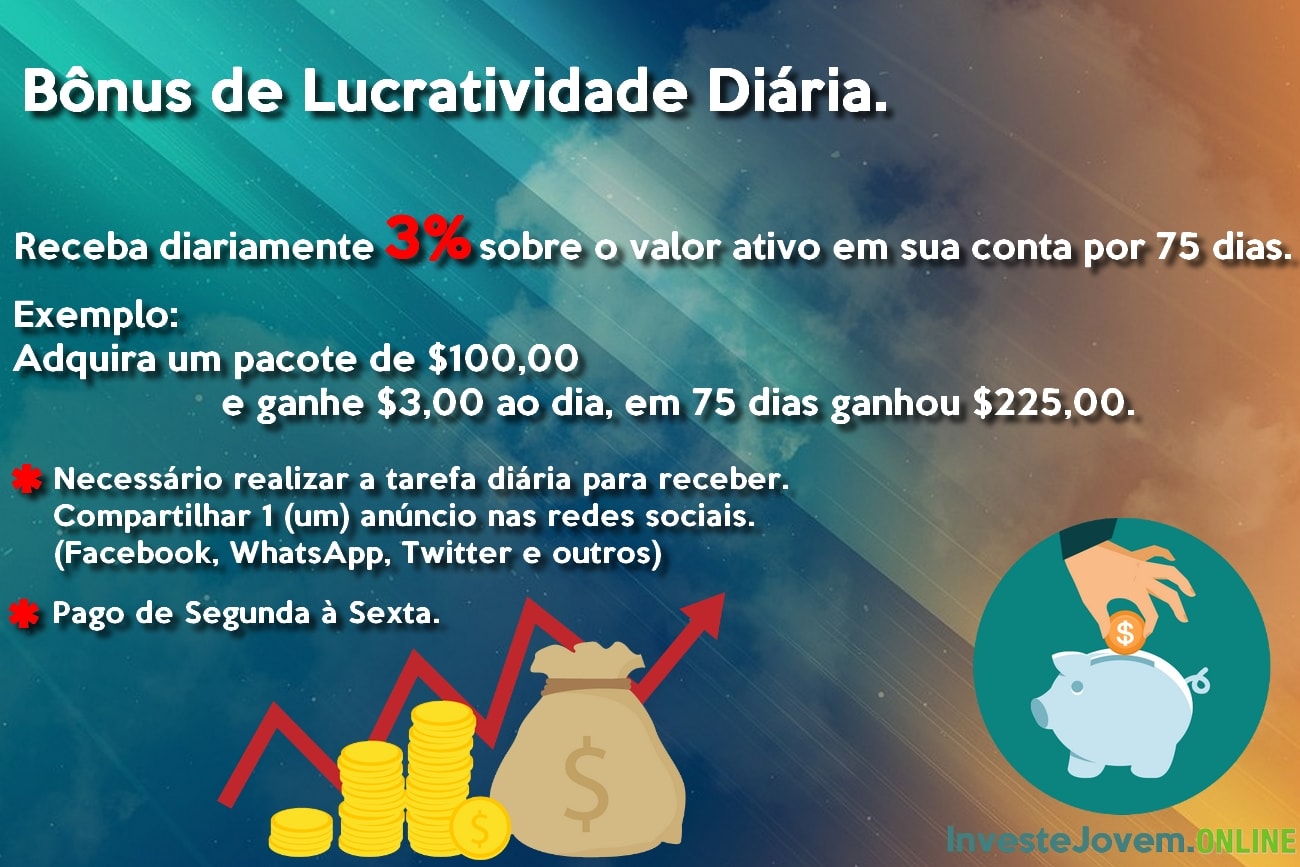 Bônus de Lucratividade Diária.
Receba diariamente 3% sobre o valor ativo em sua conta por 75 dias.
Exemplo:
Adquira um pacote de $100,00
e ganhe $3,00 ao dia, em 75 dias ganhou $225,00.
* Necessário realizar a tarefa diária para receber.
Compartilhar 1 (um) anúncio nas redes sociais.
(Facebook, WhatsApp, Twitter e outros)
* Pago de Segunda à Sexta.
$
$
$
InvesteJovem.ONLINE